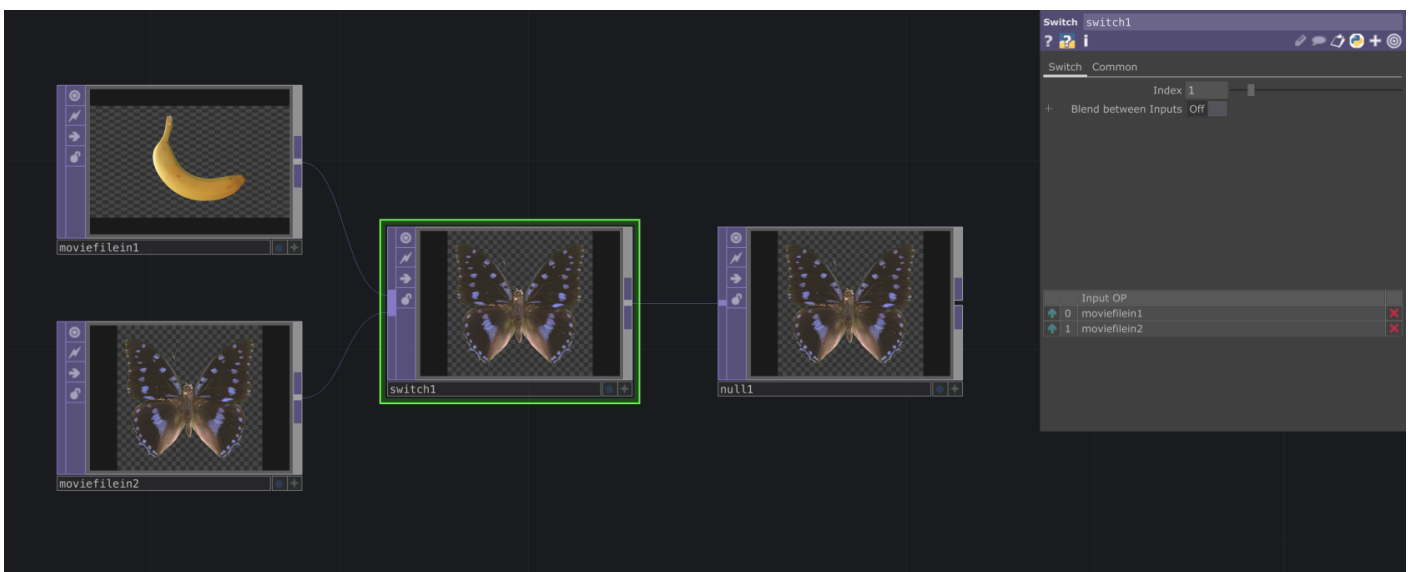 moviefilein1
moviefilein2
switch1
null1
Switch switch1
? ? i
Switch Common
Index 1
+ Blend between Inputs Off
Input OP
0 moviefilein1
1 moviefilein2